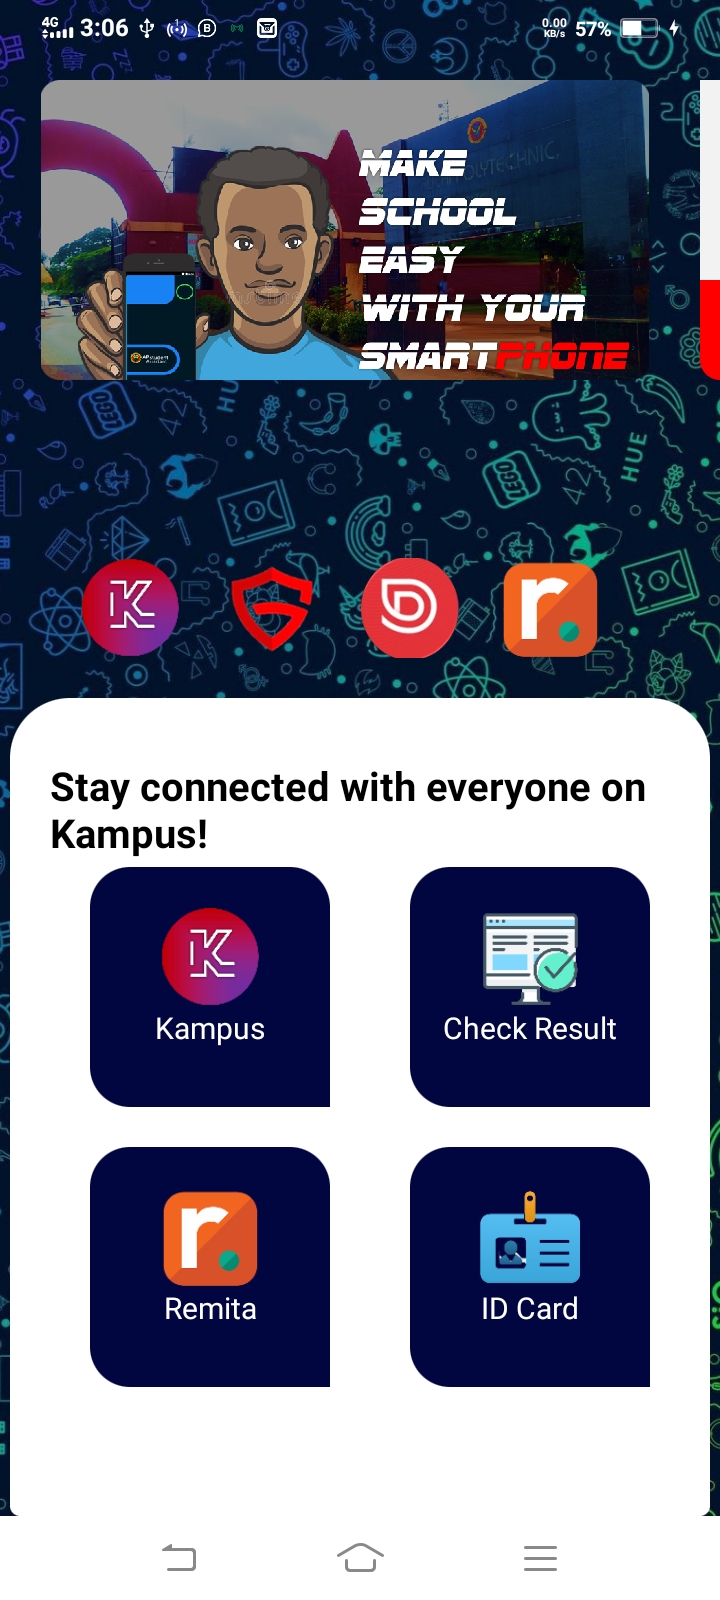 4G 3:06 0.00 KB/s 57%
POLYTECHNIC,
MAKE
SCHOOL
EASY
WITH YOUR
SMARTPHONE
Stay connected with everyone on
Kampus!
Kampus
Check Result
Remita
ID Card